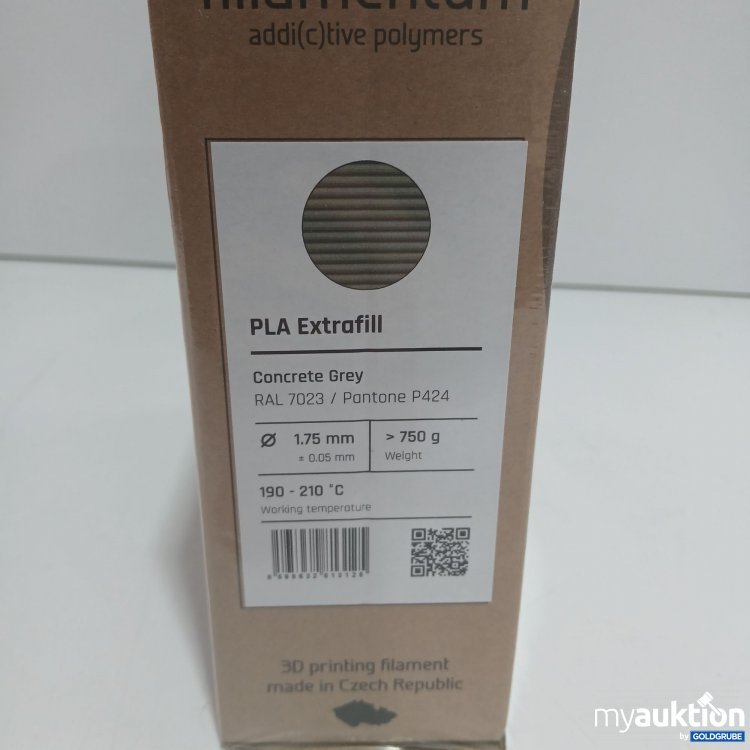 fillamentum
addi(c)tive polymers
PLA Extrafill
Concrete Grey
RAL 7023 / Pantone P424
Ø 1.75 mm
± 0.05 mm
> 750 g
Weight
190 - 210 °C
Working temperature
3D printing filament
made in Czech Republic
myauktion
by GOLDGRUBE